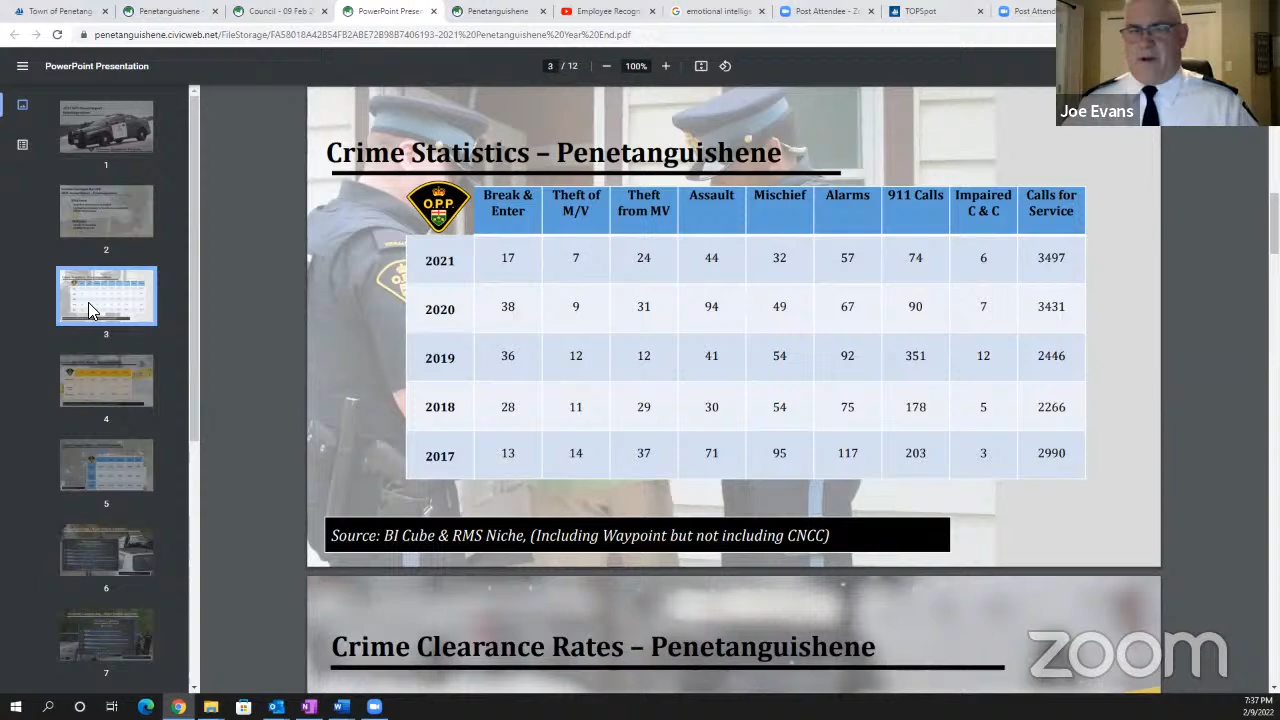 Town of Penetang
Penetanguishene -
Council - 09 Feb 2
PowerPoint Presen
Penetanguishene
Employee Recogn
emotional intellige
Post Attendee - Zo
TOPSpot
Post Attend
penetanguishene.civicweb.net/FileStorage/FA58018A42B54FB2B3E72B98B7406193-2021%20Penetanguishene%20Year%20End.pdf
PowerPoint Presentation
3 / 12
100%
Joe Evans
1
2
3
4
5
6
7
Crime Statistics – Penetanguishene
O.P.P.
Break & Enter Theft of M/V Theft from MV Assault Mischief Alarms 911 Calls Impaired C & C Calls for Service
2021 17 7 24 44 32 57 74 6 3497
2020 38 9 31 94 49 67 90 7 3431
2019 36 12 12 41 54 92 351 12 2446
2018 28 11 29 30 54 75 178 5 2266
2017 13 14 37 71 95 117 203 3 2990
Source: BI Cube & RMS Niche, (Including Waypoint but not including CNCC)
Crime Clearance Rates – Penetanguishene
zoom
7:37 PM
2/9/2022